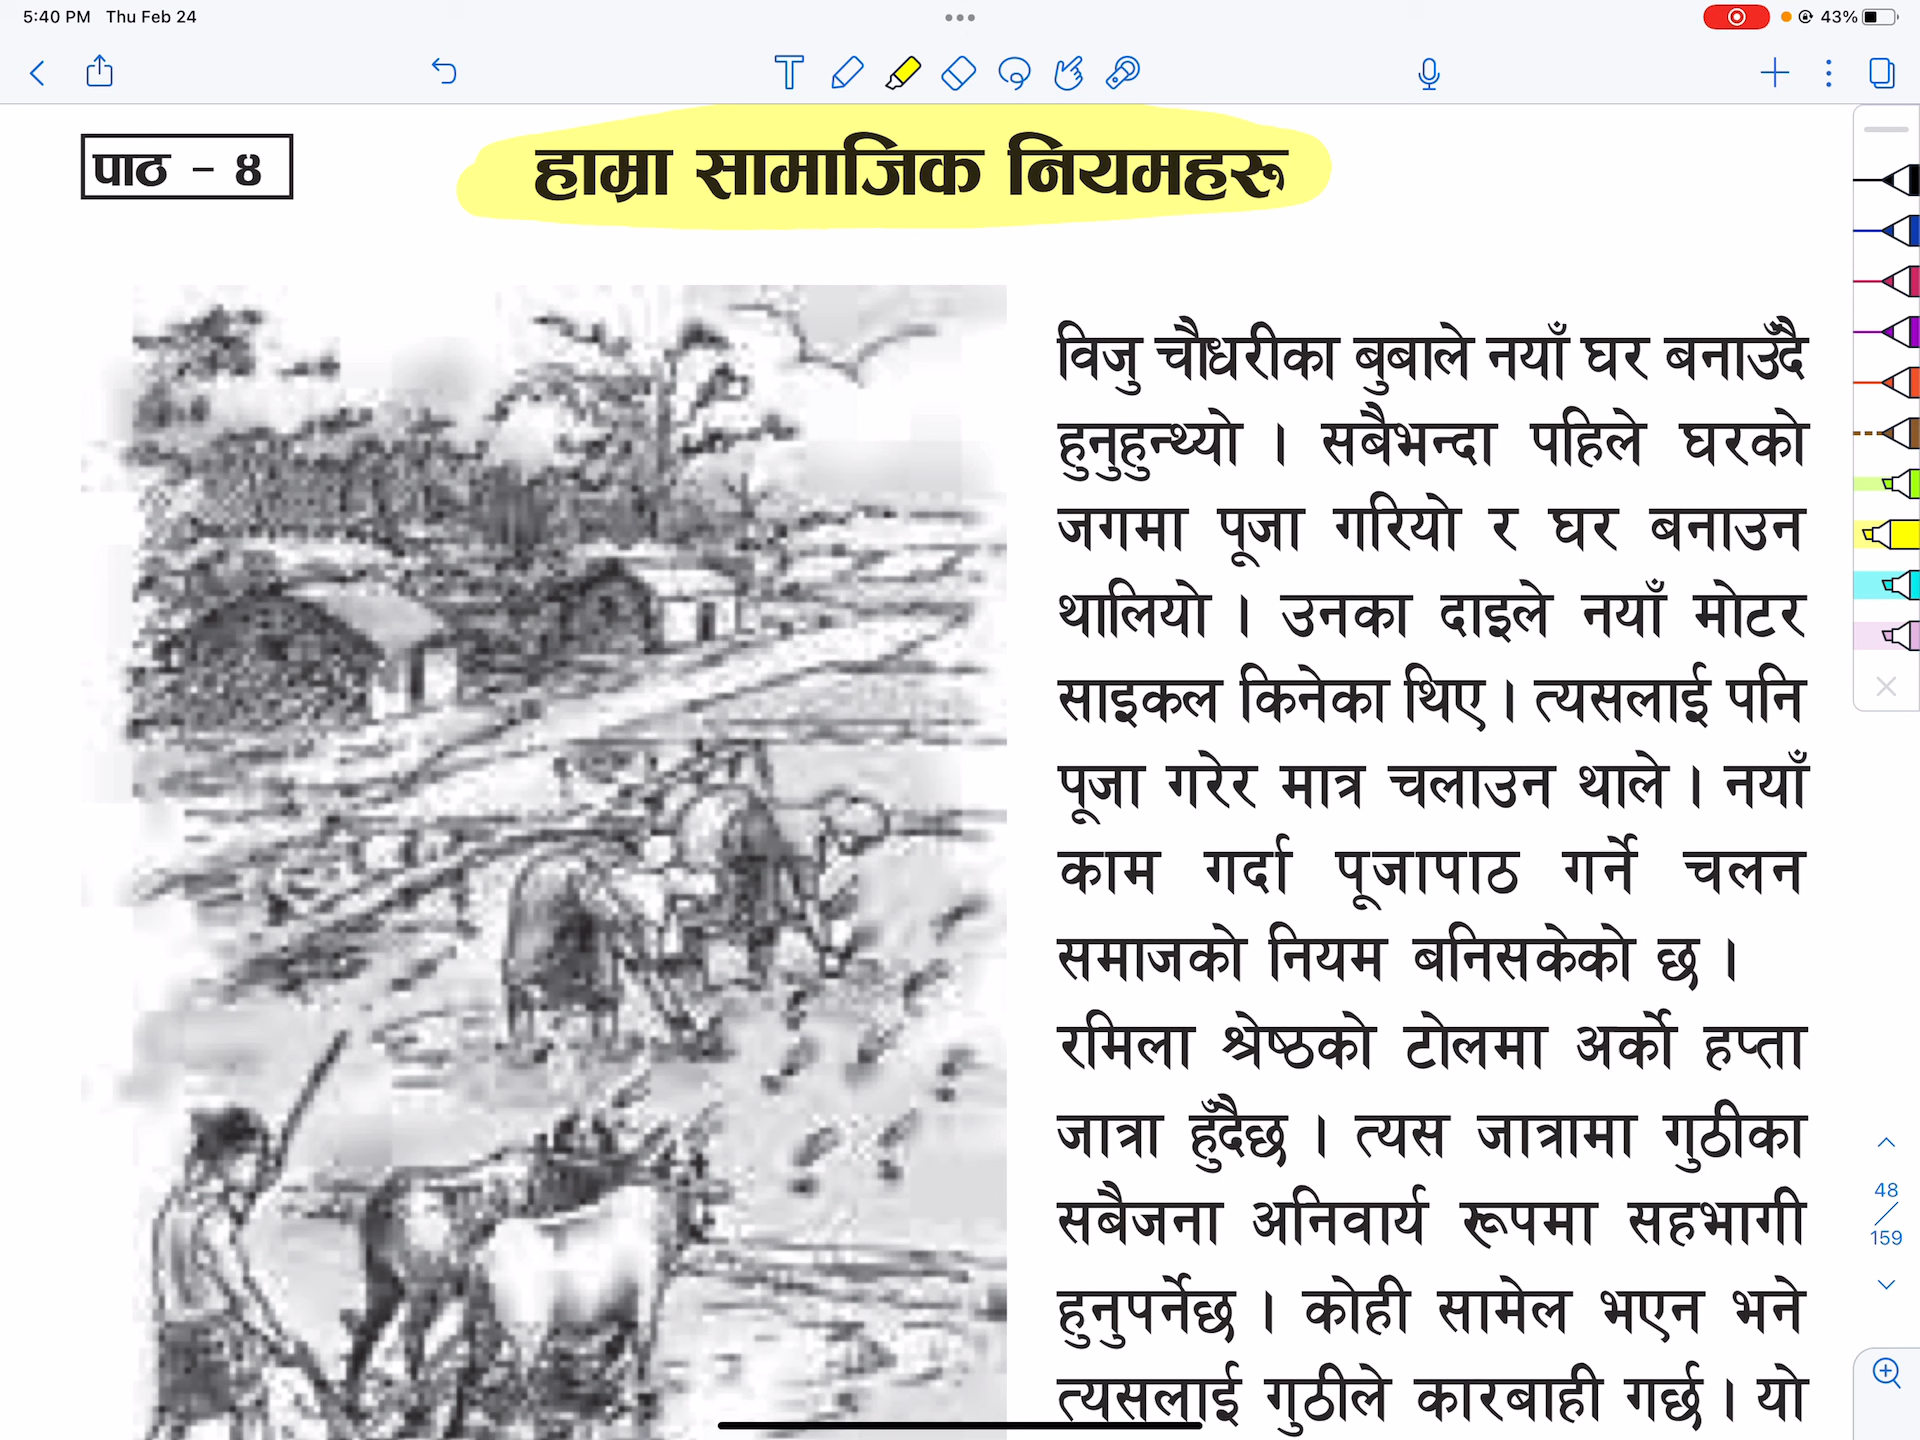 5:40 PM Thu Feb 24
43%
पाठ - ४
हाम्रा सामाजिक नियमहरू
विजु चौधरीका बुबाले नयाँ घर बनाउँदै
हुनुहुन्थ्यो । सबैभन्दा पहिले घरको
जगमा पूजा गरियो र घर बनाउन
थालियो । उनका दाइले नयाँ मोटर
साइकल किनेका थिए । त्यसलाई पनि
पूजा गरेर मात्र चलाउन थाले । नयाँ
काम गर्दा पूजापाठ गर्ने चलन
समाजको नियम बनिसकेको छ ।
रमिला श्रेष्ठको टोलमा अर्को हप्ता
जात्रा हुँदैछ । त्यस जात्रामा गुठीका
सबैजना अनिवार्य रूपमा सहभागी
हुनुपर्नेछ । कोही सामेल भएन भने
त्यसलाई गुठीले कारबाही गर्छ । यो
48
/
159